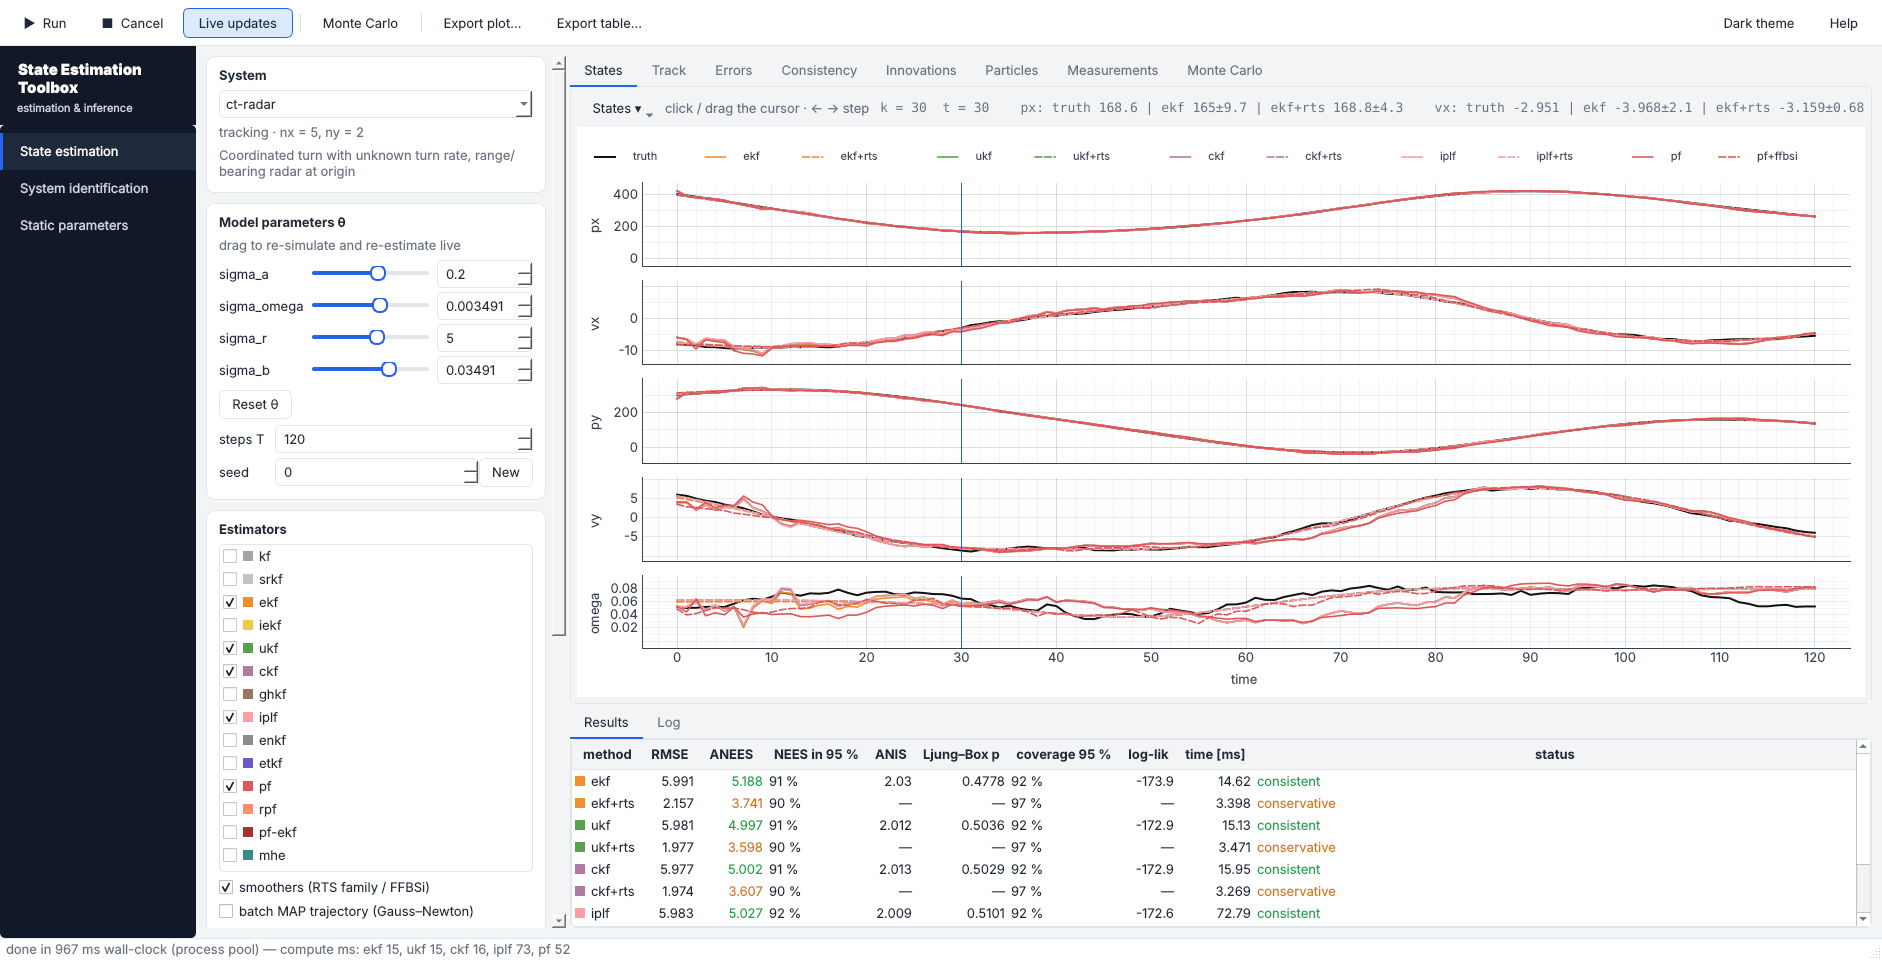 Run
Cancel
Live updates
Monte Carlo
Export plot...
Export table...
Dark theme
Help
State Estimation
Toolbox
estimation & inference
State estimation
System identification
Static parameters
System
ct-radar
tracking · nx = 5, ny = 2
Coordinated turn with unknown turn rate, range/
bearing radar at origin
Model parameters θ
drag to re-simulate and re-estimate live
sigma_a 0.2
sigma_omega 0.003491
sigma_r 5
sigma_b 0.03491
Reset θ
steps T 120
seed 0 New
Estimators
kf
srkf
ekf
iekf
ukf
ckf
ghkf
iplf
enkf
etkf
pf
rpf
pf-ekf
mhe
smoothers (RTS family / FFBSi)
batch MAP trajectory (Gauss–Newton)
States Track Errors Consistency Innovations Particles Measurements Monte Carlo
States ▾ click / drag the cursor · ← → step k = 30 t = 30 px: truth 168.6 | ekf 165±9.7 | ekf+rts 168.8±4.3 vx: truth -2.951 | ekf -3.968±2.1 | ekf+rts -3.159±0.68
truth ekf ekf+rts ukf ukf+rts ckf ckf+rts iplf iplf+rts pf pf+ffbsi
px
400
200
0
vx
0
-10
py
200
0
vy
5
0
-5
omega
0.08
0.06
0.04
0.02
0 10 20 30 40 50 60 70 80 90 100 110 120
time
Results Log
method RMSE ANEES NEES in 95 % ANIS Ljung–Box p coverage 95 % log-lik time [ms] status
ekf 5.991 5.188 91 % 2.03 0.4778 92 % -173.9 14.62 consistent
ekf+rts 2.157 3.741 90 % — — 97 % — 3.398 conservative
ukf 5.981 4.997 91 % 2.012 0.5036 92 % -172.9 15.13 consistent
ukf+rts 1.977 3.598 90 % — — 97 % — 3.471 conservative
ckf 5.977 5.002 91 % 2.013 0.5029 92 % -172.9 15.95 consistent
ckf+rts 1.974 3.607 90 % — — 97 % — 3.269 conservative
iplf 5.983 5.027 92 % 2.009 0.5101 92 % -172.6 72.79 consistent
done in 967 ms wall-clock (process pool) — compute ms: ekf 15, ukf 15, ckf 16, iplf 73, pf 52